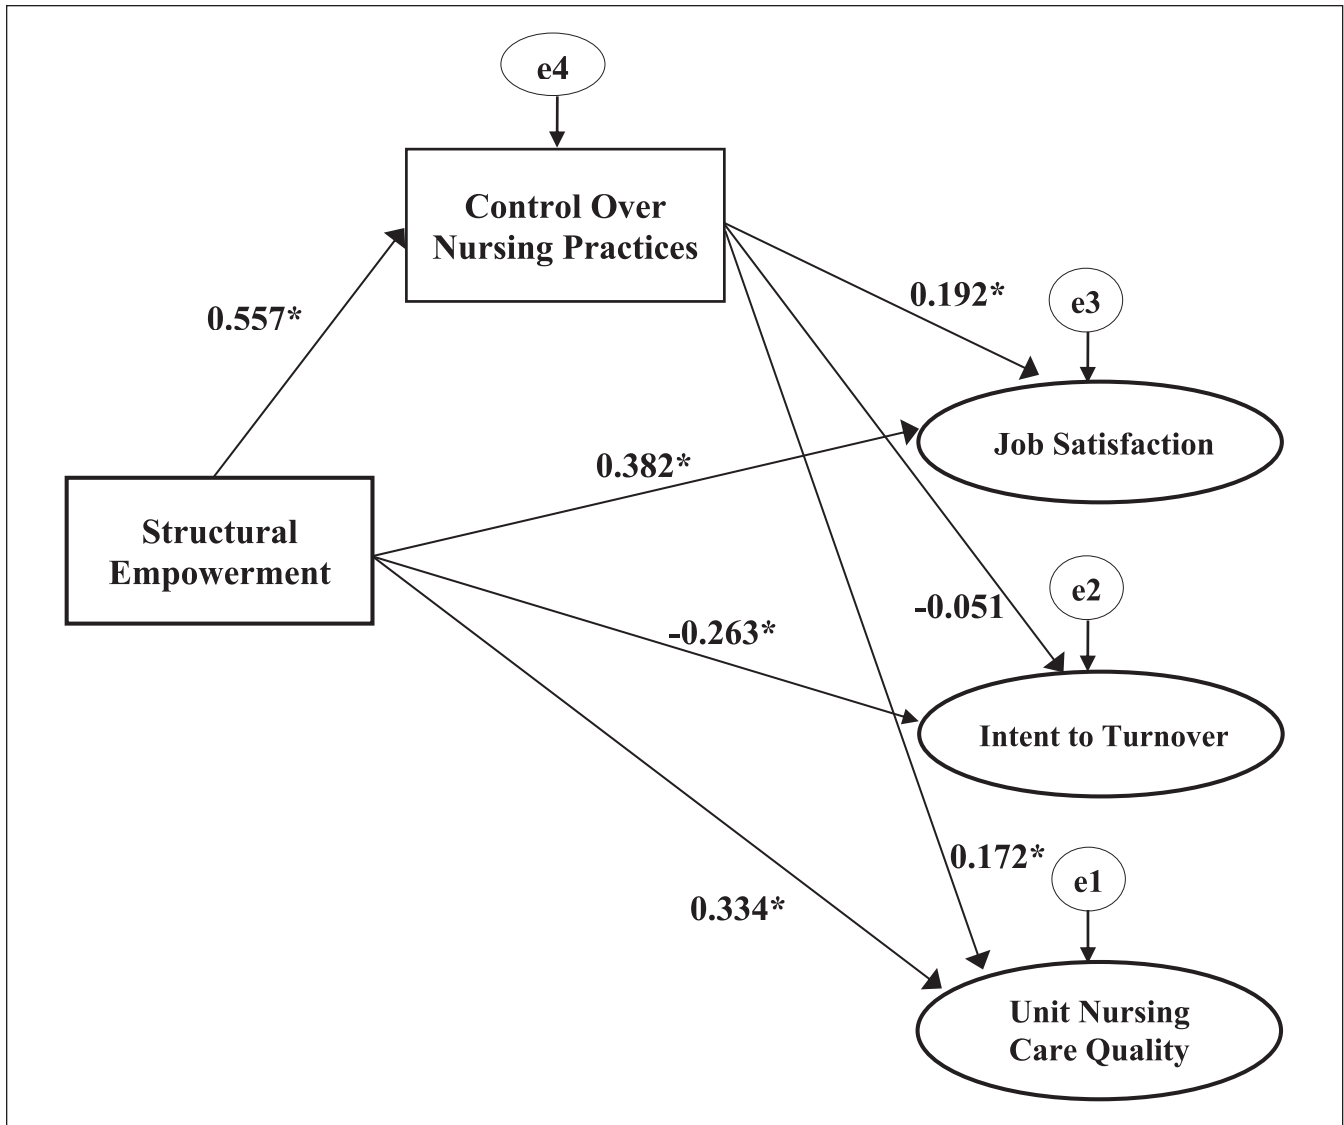 e4
Control Over
Nursing Practices
0.557*
0.192*
e3
Job Satisfaction
0.382*
Structural
Empowerment
e2
-0.051
-0.263*
Intent to Turnover
0.172*
e1
0.334*
Unit Nursing
Care Quality